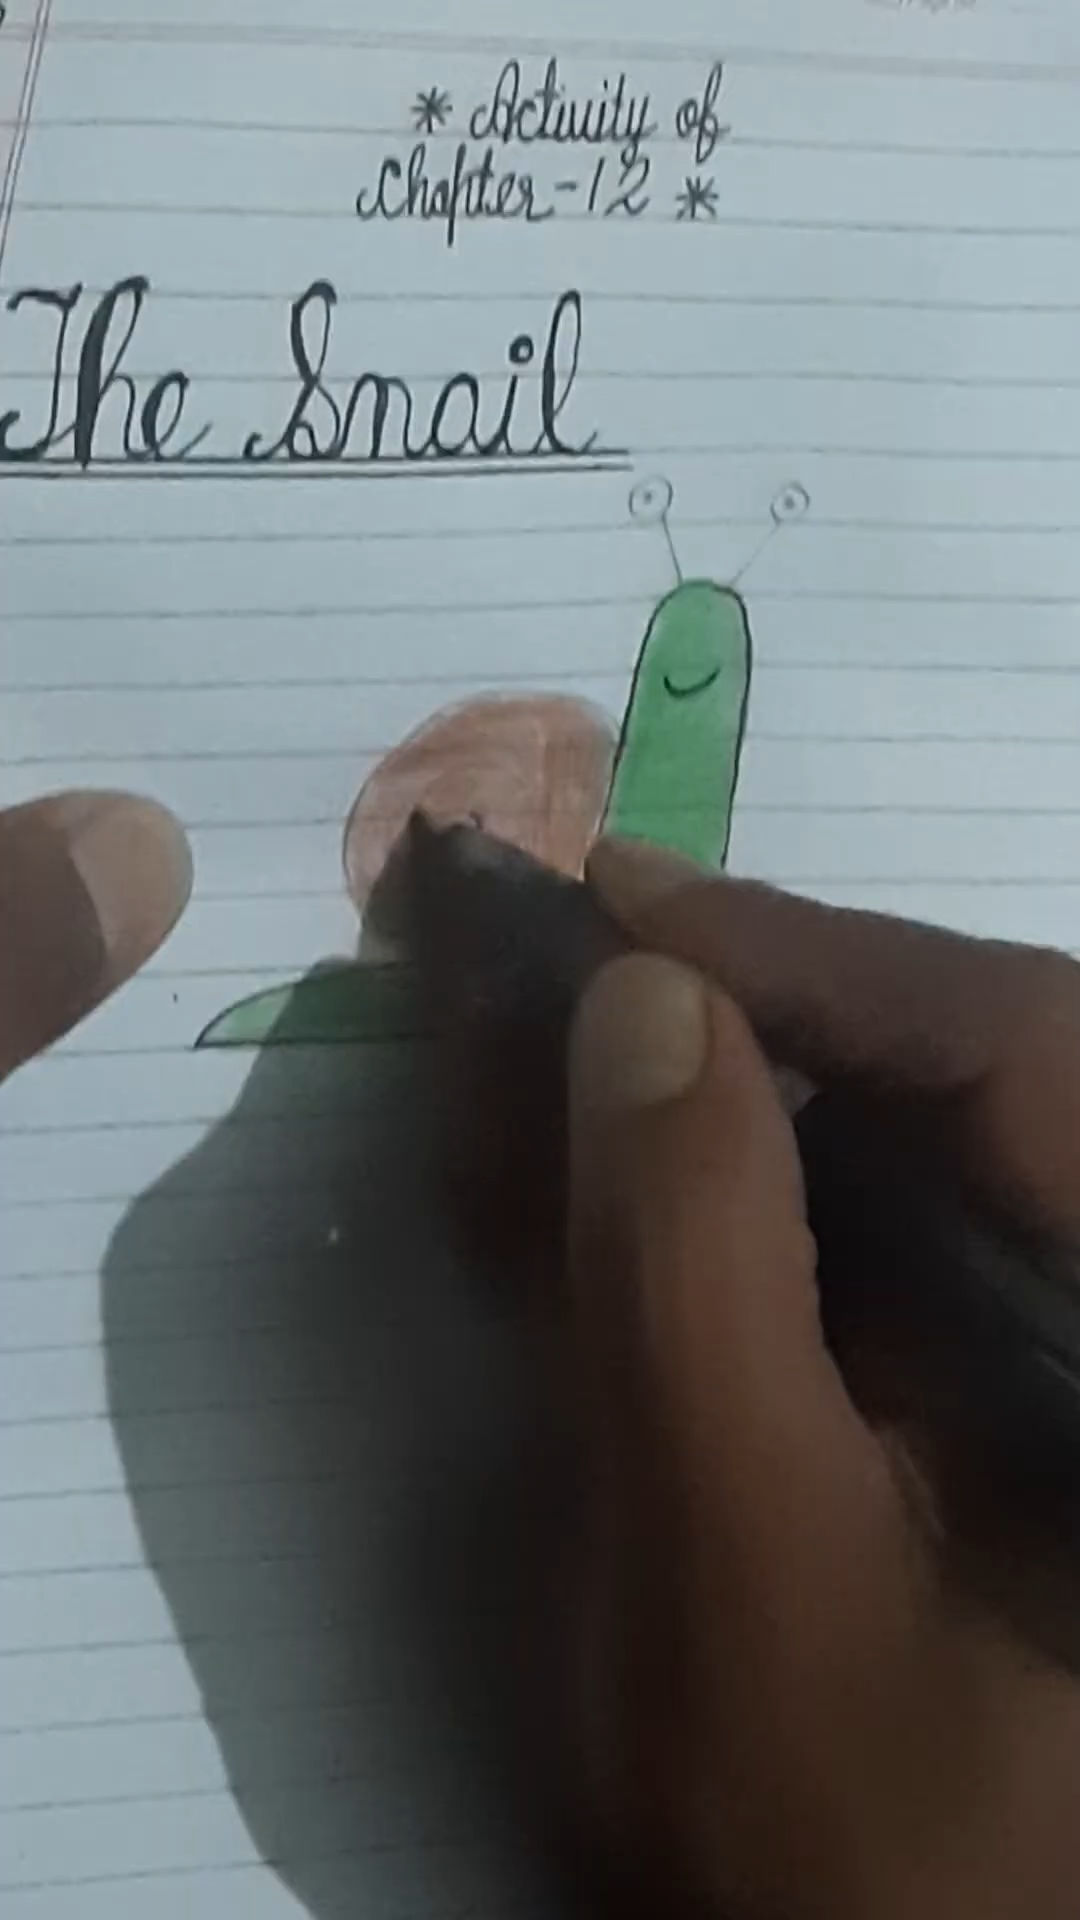 * Activity of
Chapter-12 *
The Snail